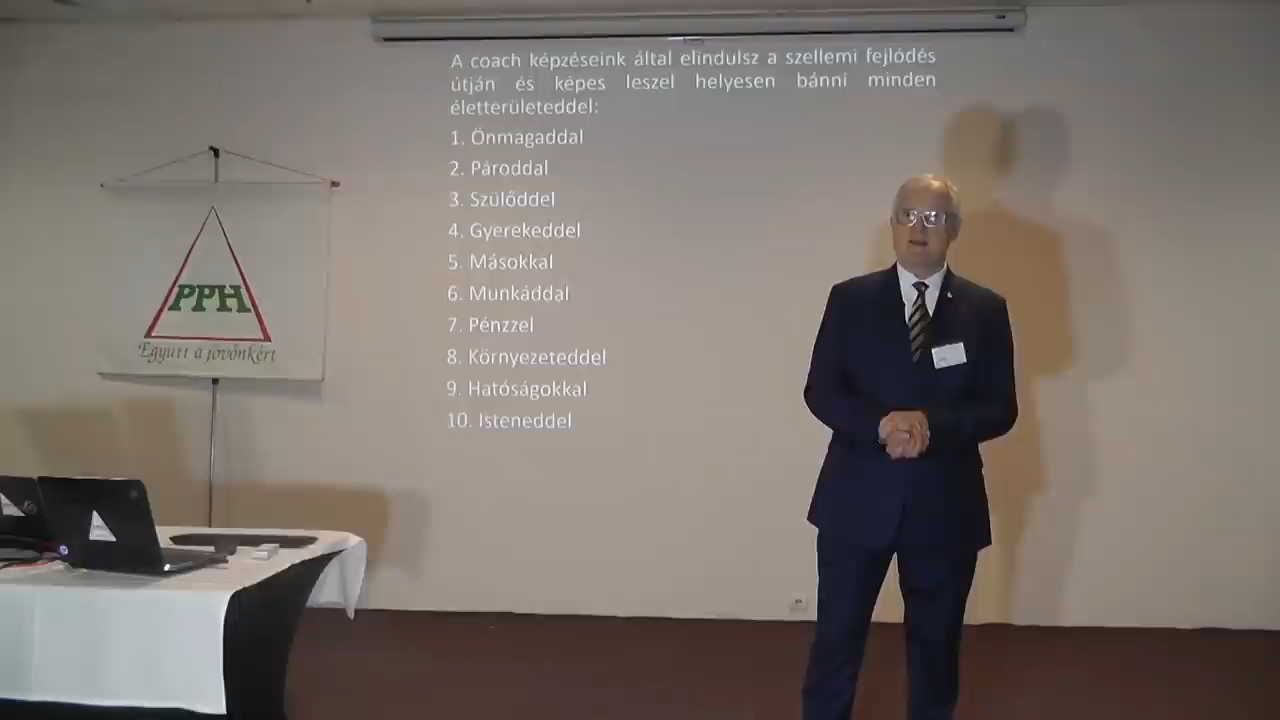 A coach képzéseink által elindulsz a szellemi fejlődés
útján és képes leszel helyesen bánni minden
életterületeddel:
1. Önmagaddal
2. Pároddal
3. Szülőddel
4. Gyerekeddel
5. Másokkal
6. Munkáddal
7. Pénzzel
8. Környezeteddel
9. Hatóságokkal
10. Isteneddel
PPH
Együtt a jövőnkért